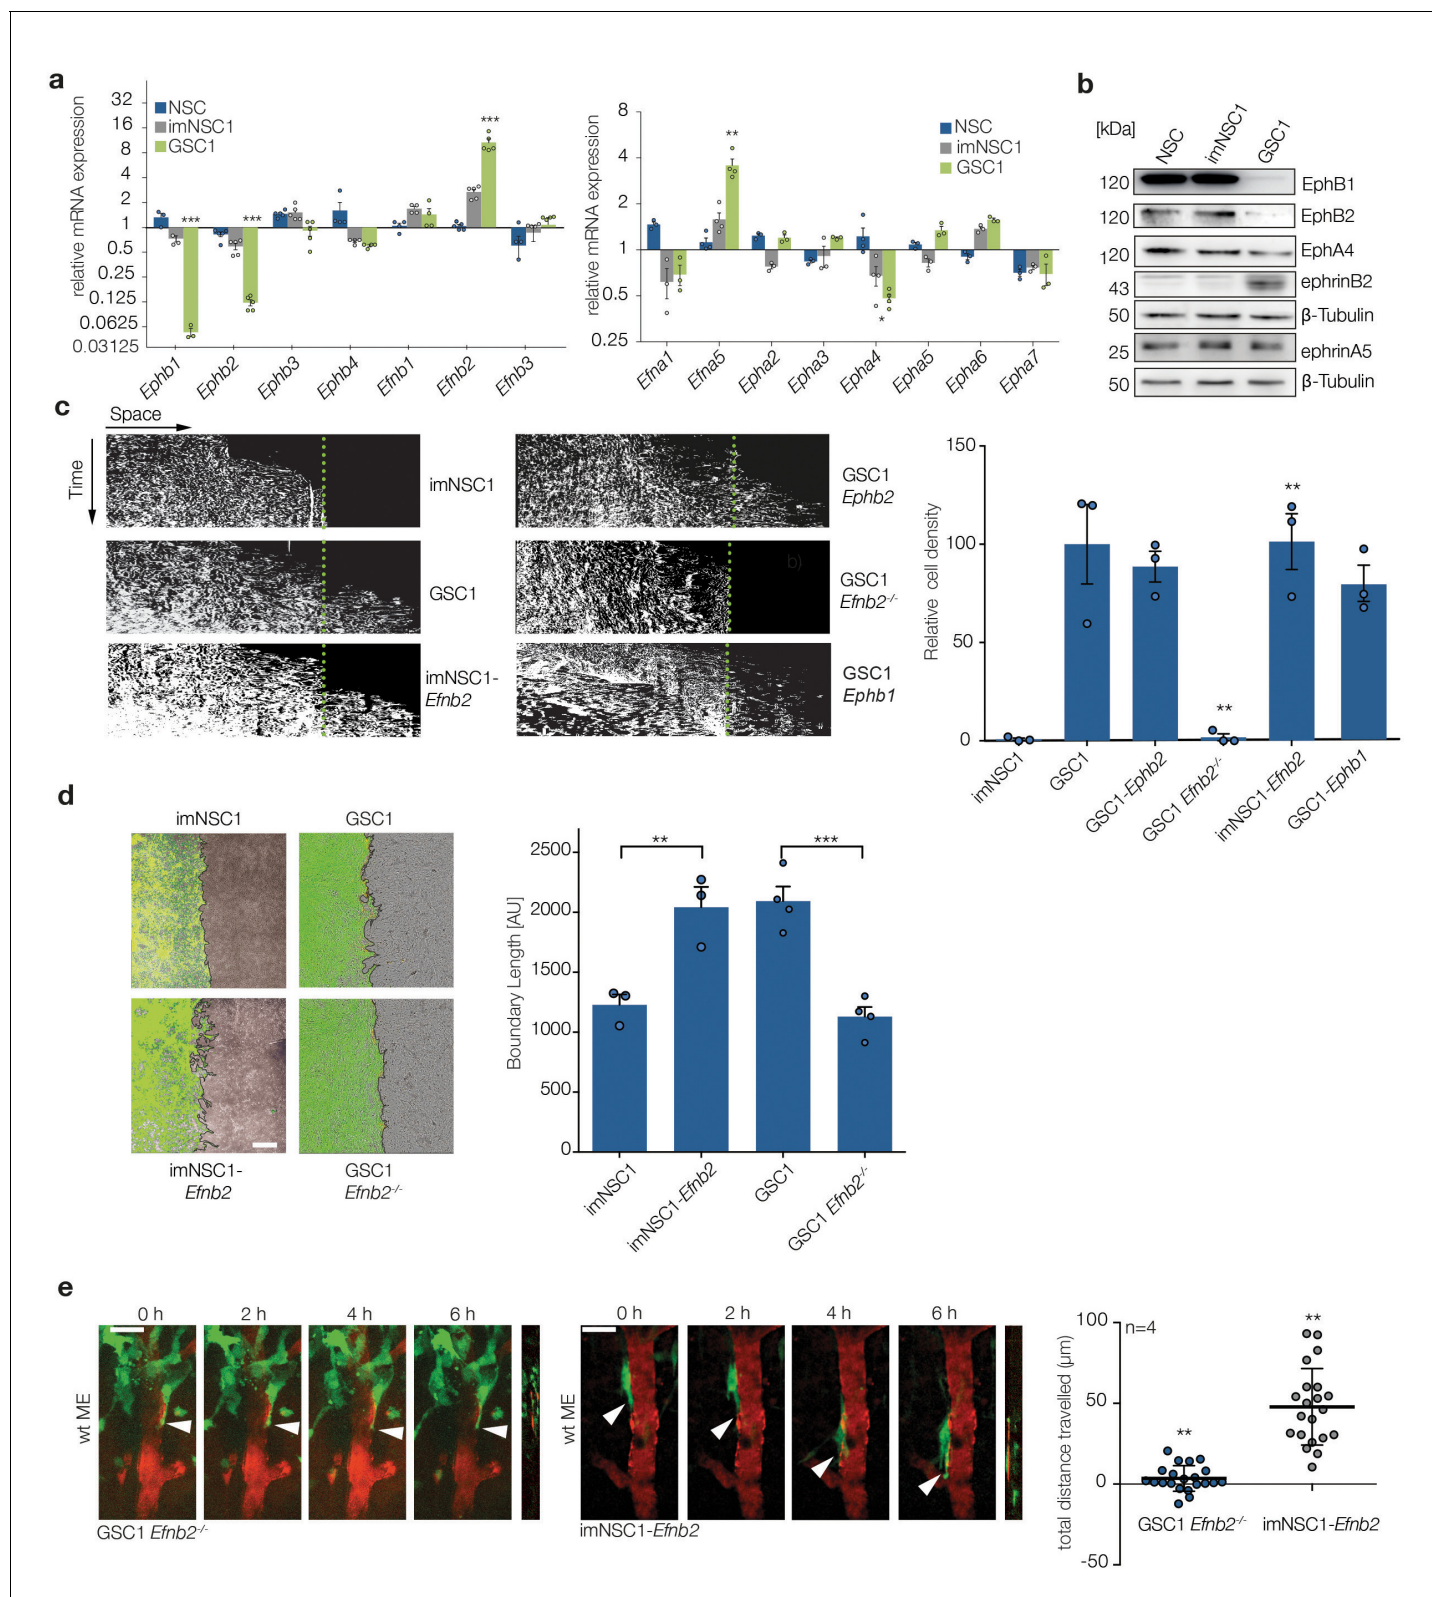 a
relative mRNA expression
32
16
8
4
2
1
0.5
0.25
0.125
0.0625
0.03125
NSC
imNSC1
GSC1
***
***
***
Ephb1
Ephb2
Ephb3
Ephb4
Efnb1
Efnb2
Efnb3
relative mRNA expression
8
4
2
1
0.5
0.25
NSC
imNSC1
GSC1
**
*
Efna1
Efna5
Epha2
Epha3
Epha4
Epha5
Epha6
Epha7
b
[kDa]
NSC
imNSC1
GSC1
120 EphB1
120 EphB2
120 EphA4
43 ephrinB2
50 β-Tubulin
25 ephrinA5
50 β-Tubulin
c
Space
Time
imNSC1
GSC1
imNSC1-
Efnb2
GSC1
Ephb2
b)
GSC1
Efnb2-/-
GSC1
Ephb1
Relative cell density
150
100
50
0
**
**
imNSC1
GSC1
GSC1-Ephb2
GSC1 Efnb2-/-
imNSC1-Efnb2
GSC1-Ephb1
d
imNSC1
GSC1
imNSC1-
Efnb2
GSC1
Efnb2-/-
Boundary Length [AU]
2500
2000
1500
1000
500
0
**
***
imNSC1
imNSC1-Efnb2
GSC1
GSC1 Efnb2-/-
e
0 h
2 h
4 h
6 h
wt ME
GSC1 Efnb2-/-
0 h
2 h
4 h
6 h
wt ME
imNSC1-Efnb2
total distance travelled (µm)
100
50
0
-50
n=4
**
**
GSC1 Efnb2-/-
imNSC1-Efnb2